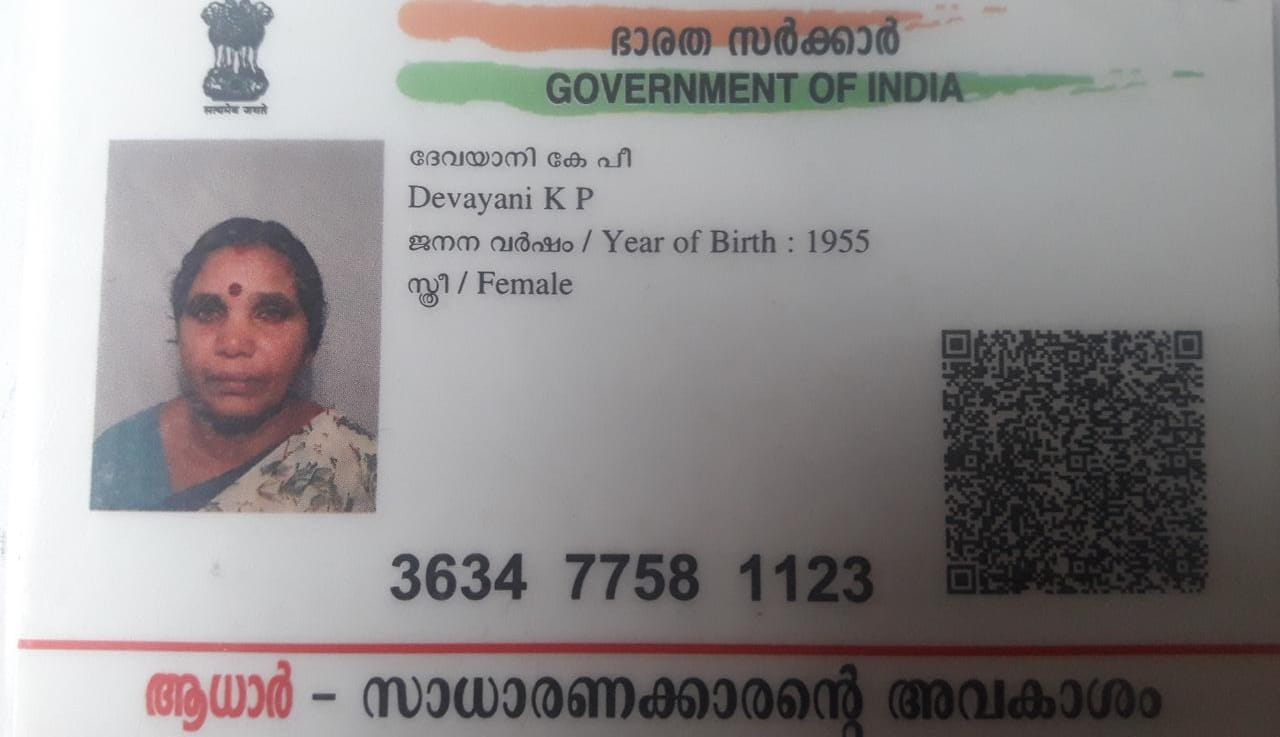 सत्यमेव जयते
ഭാരത സർക്കാർ
GOVERNMENT OF INDIA
ദേവയാനി കേ പീ
Devayani K P
ജനന വർഷം / Year of Birth : 1955
സ്ത്രീ / Female
3634 7758 1123
ആധാർ – സാധാരണക്കാരന്റെ അവകാശം